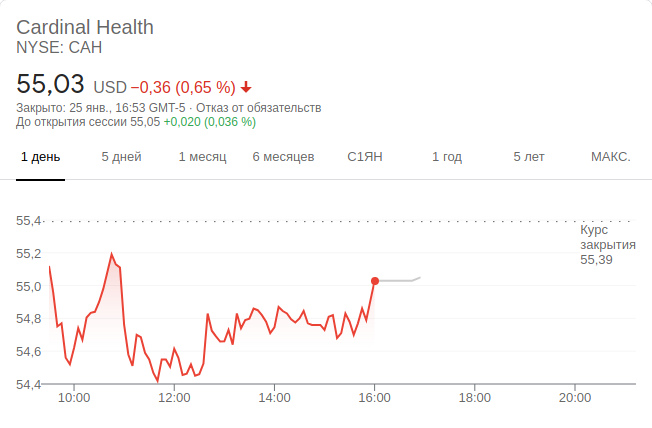 Cardinal Health
NYSE: CAH
55,03 USD −0,36 (0,65 %)
Закрыто: 25 янв., 16:53 GMT-5 · Отказ от обязательств
До открытия сессии 55,05 +0,020 (0,036 %)
1 день 5 дней 1 месяц 6 месяцев С1ЯН 1 год 5 лет МАКС.
55,4
Курс
закрытия
55,39
55,2
55,0
54,8
54,6
54,4
10:00 12:00 14:00 16:00 18:00 20:00